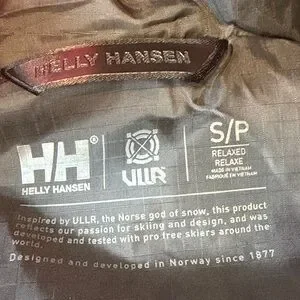 HELLY HANSEN
HH®
HELLY HANSEN
ULLR
S/P
RELAXED
RELAXE
MADE IN VIETNAM
FABRIQUÉ EN VIETNAM
Inspired by ULLR, the Norse god of snow, this product
reflects our passion for skiing and design, and was
developed and tested with pro free skiers around the
world.
Designed and developed in Norway since 1877